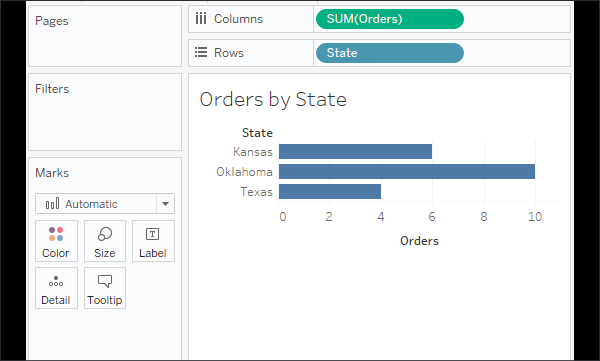 Pages
Columns
SUM(Orders)
Rows
State
Filters
Marks
Automatic
Color
Size
Label
Detail
Tooltip
Orders by State
State
Kansas
Oklahoma
Texas
0 2 4 6 8 10
Orders